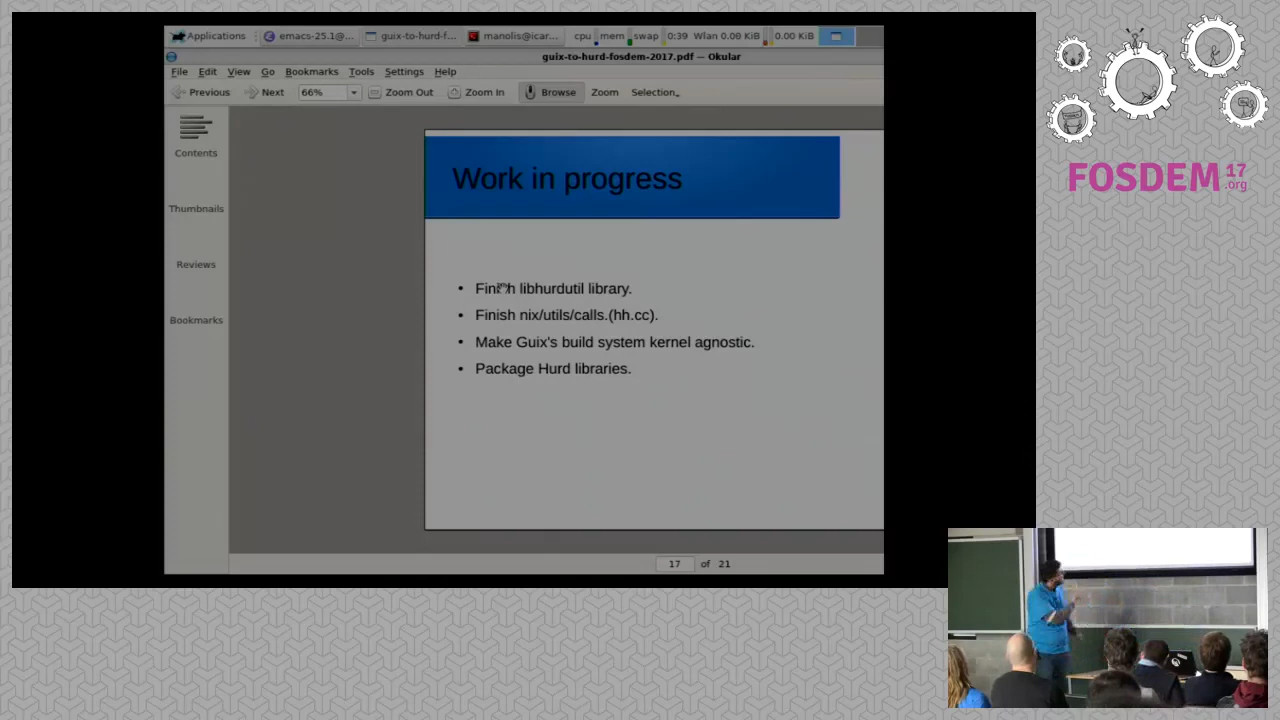 Applications
emacs-25.1@...
guix-to-hurd-f...
manolis@icar...
cpu mem swap 0:39 Wlan 0.00 KiB 0.00 KiB
guix-to-hurd-fosdem-2017.pdf — Okular
File Edit View Go Bookmarks Tools Settings Help
Previous Next 66% Zoom Out Zoom In Browse Zoom Selection
Contents
Thumbnails
Reviews
Bookmarks
Work in progress
• Finish libhurdutil library.
• Finish nix/utils/calls.(hh.cc).
• Make Guix's build system kernel agnostic.
• Package Hurd libraries.
17 of 21
FOSDEM 17
.org